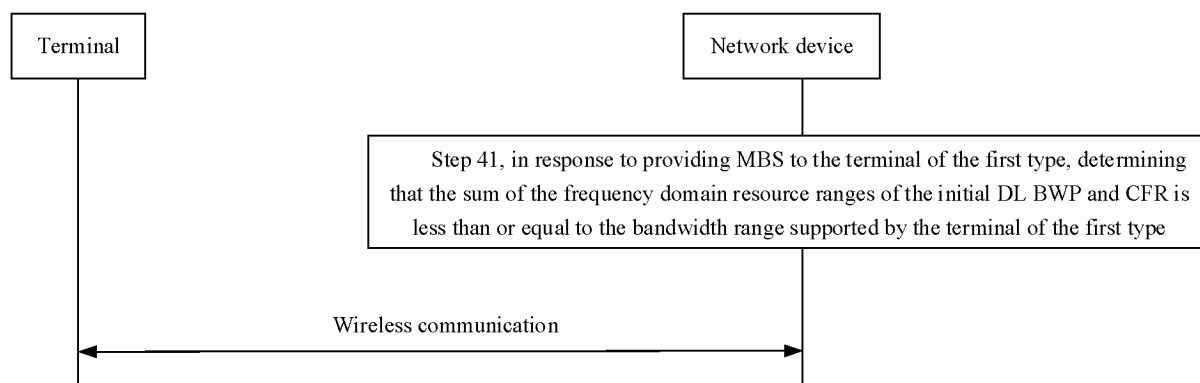 Terminal
Network device
Step 41, in response to providing MBS to the terminal of the first type, determining
that the sum of the frequency domain resource ranges of the initial DL BWP and CFR is
less than or equal to the bandwidth range supported by the terminal of the first type
Wireless communication